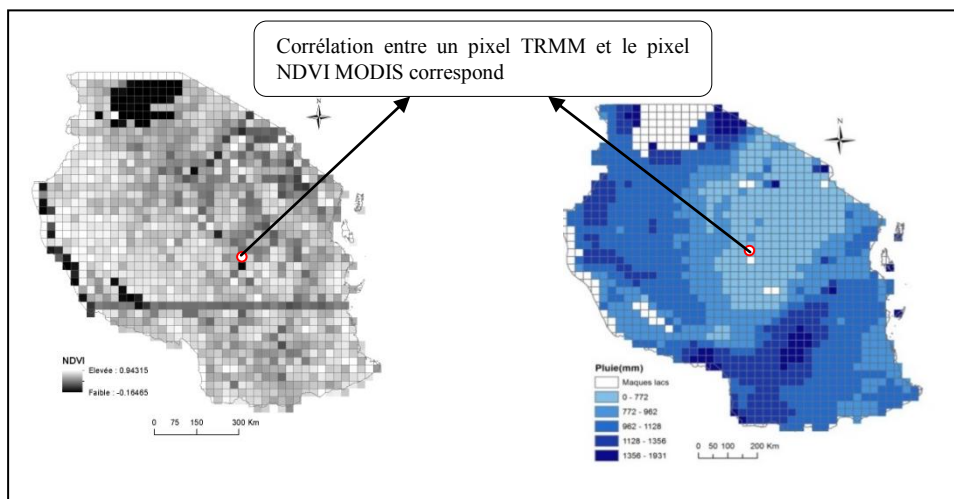 Corrélation entre un pixel TRMM et le pixel
NDVI MODIS correspond
N
NDVI
Elevée : 0.94315
Faible : -0.16465
0 75 150 300 Km
N
Pluie(mm)
Maques lacs
0 - 772
772 - 962
962 - 1128
1128 - 1356
1356 - 1931
0 50 100 200 Km